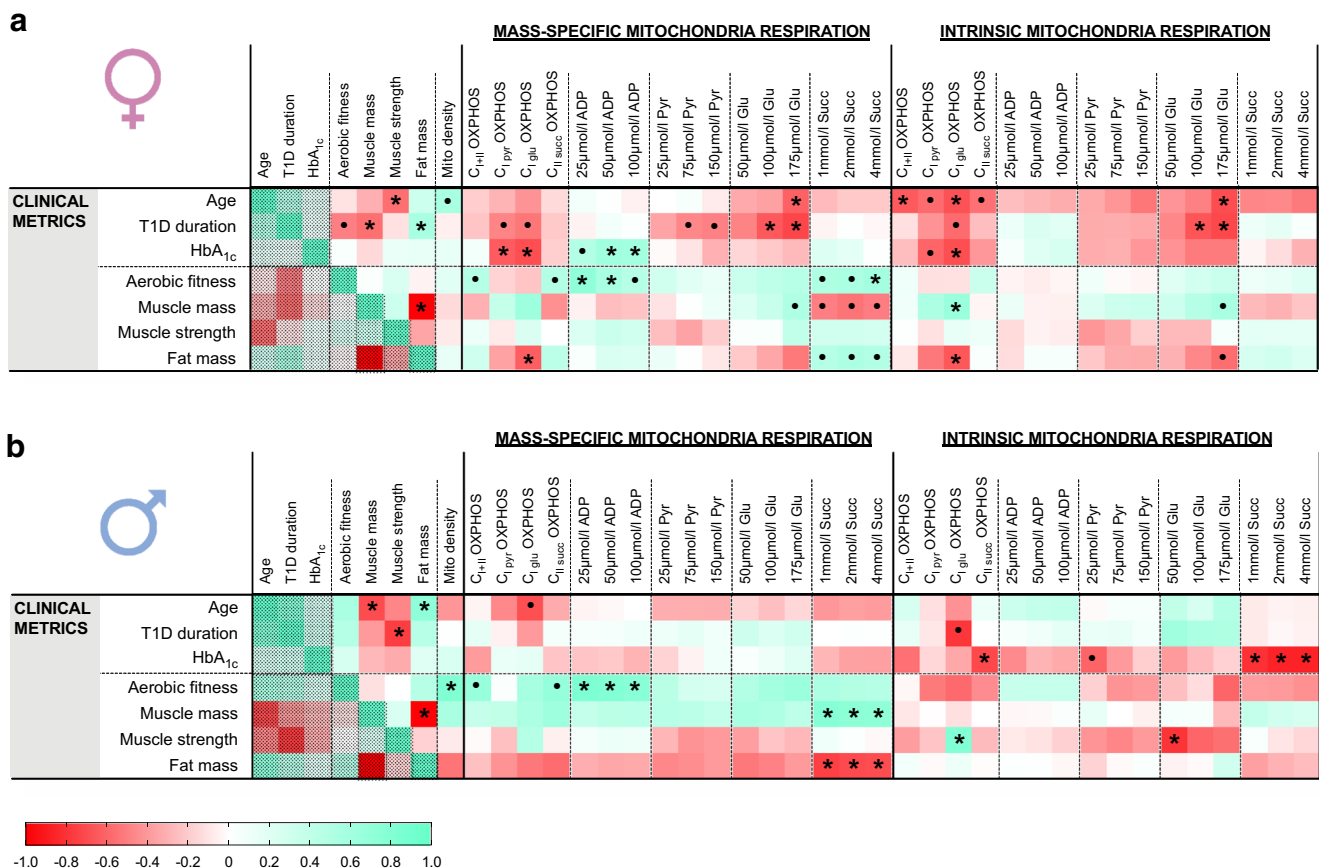 a
MASS-SPECIFIC MITOCHONDRIA RESPIRATION
INTRINSIC MITOCHONDRIA RESPIRATION
Age
T1D duration
HbA1c
Aerobic fitness
Muscle mass
Muscle strength
Fat mass
Mito density
CI+II OXPHOS
CI pyr OXPHOS
CI glu OXPHOS
CII succ OXPHOS
25µmol/l ADP
50µmol/l ADP
100µmol/l ADP
25µmol/l Pyr
75µmol/l Pyr
150µmol/l Pyr
50µmol/l Glu
100µmol/l Glu
175µmol/l Glu
1mmol/l Succ
2mmol/l Succ
4mmol/l Succ
CI+II OXPHOS
CI pyr OXPHOS
CI glu OXPHOS
CII succ OXPHOS
25µmol/l ADP
50µmol/l ADP
100µmol/l ADP
25µmol/l Pyr
75µmol/l Pyr
150µmol/l Pyr
50µmol/l Glu
100µmol/l Glu
175µmol/l Glu
1mmol/l Succ
2mmol/l Succ
4mmol/l Succ
CLINICAL
METRICS
Age
T1D duration
HbA1c
Aerobic fitness
Muscle mass
Muscle strength
Fat mass
b
MASS-SPECIFIC MITOCHONDRIA RESPIRATION
INTRINSIC MITOCHONDRIA RESPIRATION
Age
T1D duration
HbA1c
Aerobic fitness
Muscle mass
Muscle strength
Fat mass
Mito density
CI+II OXPHOS
CI pyr OXPHOS
CI glu OXPHOS
CII succ OXPHOS
25µmol/l ADP
50µmol/l ADP
100µmol/l ADP
25µmol/l Pyr
75µmol/l Pyr
150µmol/l Pyr
50µmol/l Glu
100µmol/l Glu
175µmol/l Glu
1mmol/l Succ
2mmol/l Succ
4mmol/l Succ
CI+II OXPHOS
CI pyr OXPHOS
CI glu OXPHOS
CII succ OXPHOS
25µmol/l ADP
50µmol/l ADP
100µmol/l ADP
25µmol/l Pyr
75µmol/l Pyr
150µmol/l Pyr
50µmol/l Glu
100µmol/l Glu
175µmol/l Glu
1mmol/l Succ
2mmol/l Succ
4mmol/l Succ
CLINICAL
METRICS
Age
T1D duration
HbA1c
Aerobic fitness
Muscle mass
Muscle strength
Fat mass
-1.0 -0.8 -0.6 -0.4 -0.2 0 0.2 0.4 0.6 0.8 1.0